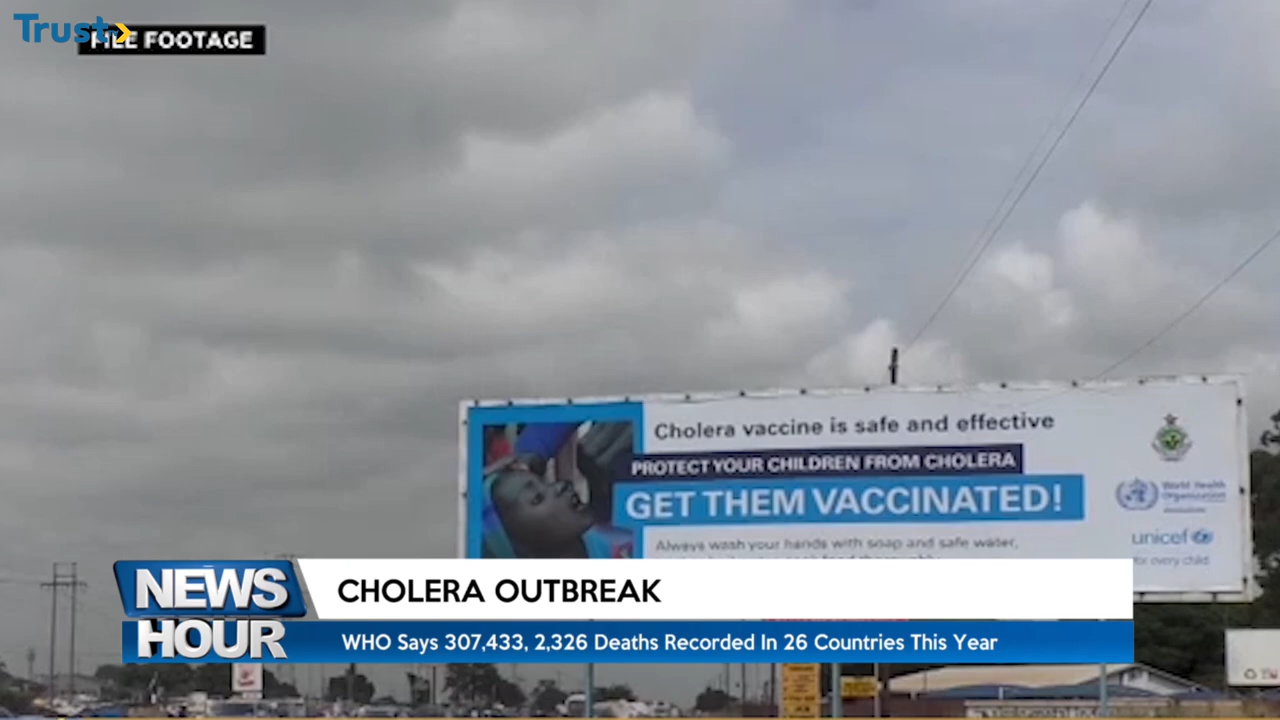 Trust
FILE FOOTAGE
Cholera vaccine is safe and effective
PROTECT YOUR CHILDREN FROM CHOLERA
GET THEM VACCINATED!
World Health
Organization
unicef
for every child
Always wash your hands with soap and safe water,
NEWS
HOUR
CHOLERA OUTBREAK
WHO Says 307,433, 2,326 Deaths Recorded In 26 Countries This Year